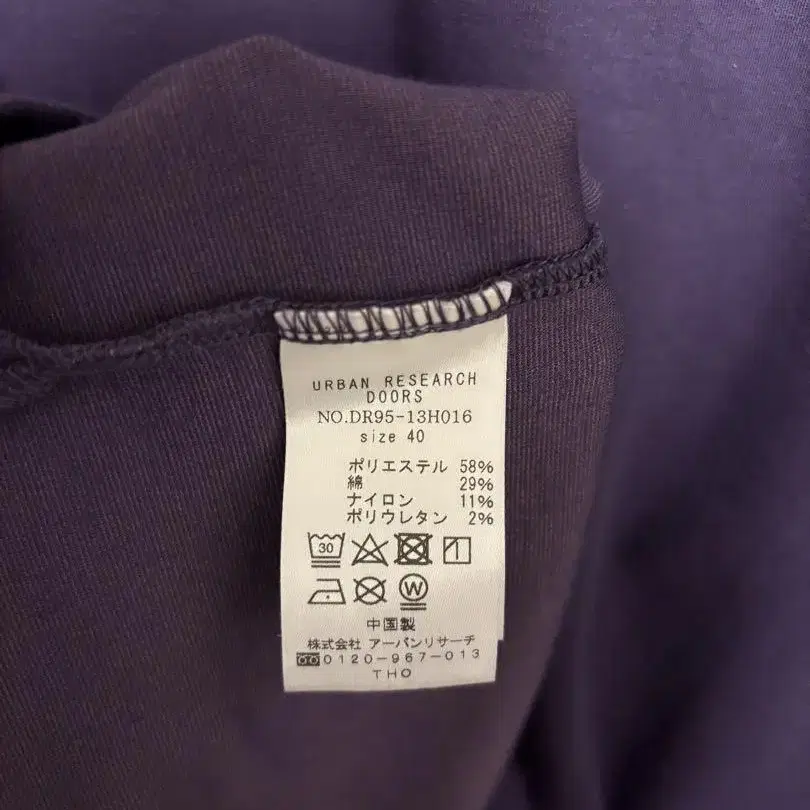 URBAN RESEARCH
DOORS
NO.DR95-13H016
size 40
ポリエステル 58%
綿 29%
ナイロン 11%
ポリウレタン 2%
30
W
中国製
株式会社 アーバンリサーチ
0120-967-013
THO